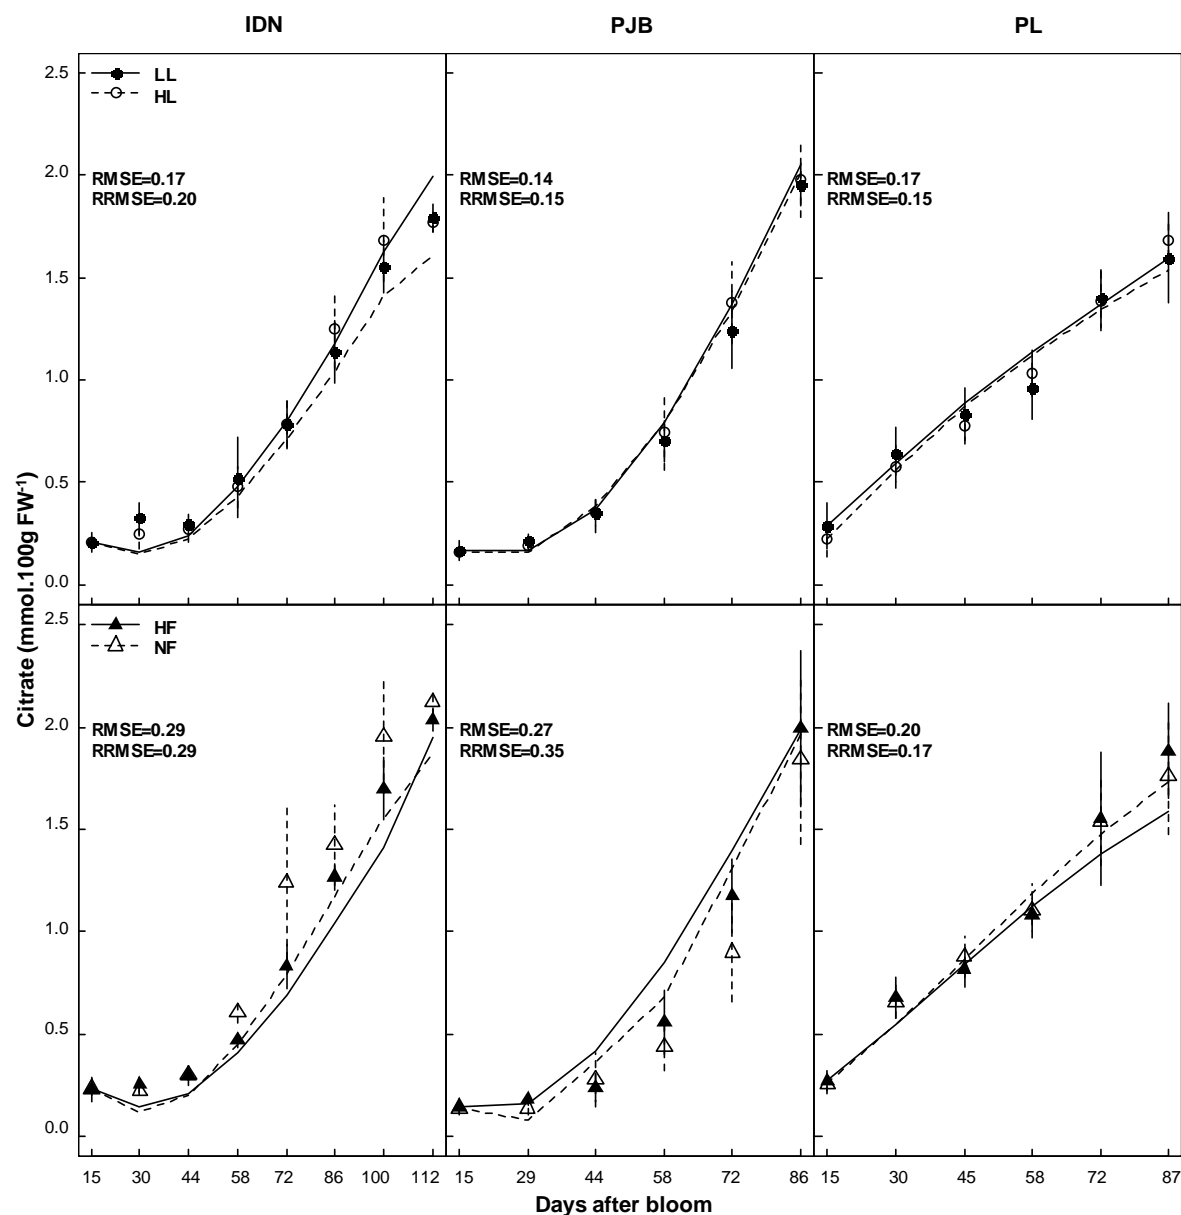 IDN PJB PL
2.5
LL
HL
2.0
RMSE=0.17
RRMSE=0.20
RMSE=0.14
RRMSE=0.15
RMSE=0.17
RRMSE=0.15
1.5
1.0
0.5
0.0
Citrate (mmol.100g FW-1)
2.5
HF
NF
2.0
RMSE=0.29
RRMSE=0.29
RMSE=0.27
RRMSE=0.35
RMSE=0.20
RRMSE=0.17
1.5
1.0
0.5
0.0
15 30 44 58 72 86 100 112 15 29 44 58 72 86 15 30 45 58 72 87
Days after bloom